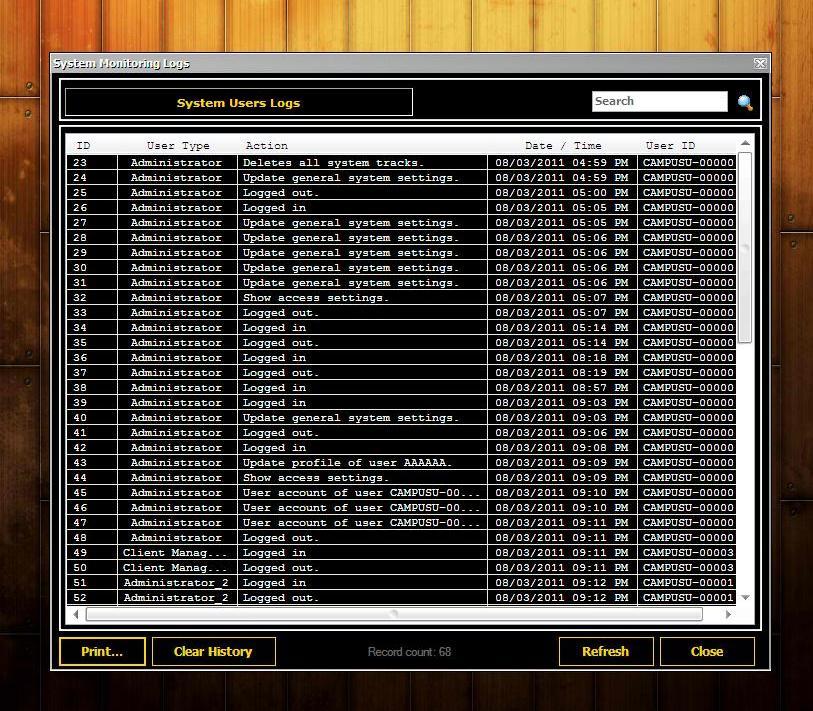 System Monitoring Logs
System Users Logs
Search
ID User Type Action Date / Time User ID
23 Administrator Deletes all system tracks. 08/03/2011 04:59 PM CAMPUSU-00000
24 Administrator Update general system settings. 08/03/2011 04:59 PM CAMPUSU-00000
25 Administrator Logged out. 08/03/2011 05:00 PM CAMPUSU-00000
26 Administrator Logged in 08/03/2011 05:05 PM CAMPUSU-00000
27 Administrator Update general system settings. 08/03/2011 05:05 PM CAMPUSU-00000
28 Administrator Update general system settings. 08/03/2011 05:06 PM CAMPUSU-00000
29 Administrator Update general system settings. 08/03/2011 05:06 PM CAMPUSU-00000
30 Administrator Update general system settings. 08/03/2011 05:06 PM CAMPUSU-00000
31 Administrator Update general system settings. 08/03/2011 05:06 PM CAMPUSU-00000
32 Administrator Show access settings. 08/03/2011 05:07 PM CAMPUSU-00000
33 Administrator Logged out. 08/03/2011 05:07 PM CAMPUSU-00000
34 Administrator Logged in 08/03/2011 05:14 PM CAMPUSU-00000
35 Administrator Logged out. 08/03/2011 05:14 PM CAMPUSU-00000
36 Administrator Logged in 08/03/2011 08:18 PM CAMPUSU-00000
37 Administrator Logged out. 08/03/2011 08:19 PM CAMPUSU-00000
38 Administrator Logged in 08/03/2011 08:57 PM CAMPUSU-00000
39 Administrator Logged in 08/03/2011 09:03 PM CAMPUSU-00000
40 Administrator Update general system settings. 08/03/2011 09:03 PM CAMPUSU-00000
41 Administrator Logged out. 08/03/2011 09:06 PM CAMPUSU-00000
42 Administrator Logged in 08/03/2011 09:08 PM CAMPUSU-00000
43 Administrator Update profile of user AAAAAA. 08/03/2011 09:09 PM CAMPUSU-00000
44 Administrator Show access settings. 08/03/2011 09:09 PM CAMPUSU-00000
45 Administrator User account of user CAMPUSU-00... 08/03/2011 09:10 PM CAMPUSU-00000
46 Administrator User account of user CAMPUSU-00... 08/03/2011 09:10 PM CAMPUSU-00000
47 Administrator User account of user CAMPUSU-00... 08/03/2011 09:11 PM CAMPUSU-00000
48 Administrator Logged out. 08/03/2011 09:11 PM CAMPUSU-00000
49 Client Manag... Logged in 08/03/2011 09:11 PM CAMPUSU-00003
50 Client Manag... Logged out. 08/03/2011 09:11 PM CAMPUSU-00003
51 Administrator_2 Logged in 08/03/2011 09:12 PM CAMPUSU-00001
52 Administrator_2 Logged out. 08/03/2011 09:12 PM CAMPUSU-00001
Print... Clear History Record count: 68 Refresh Close